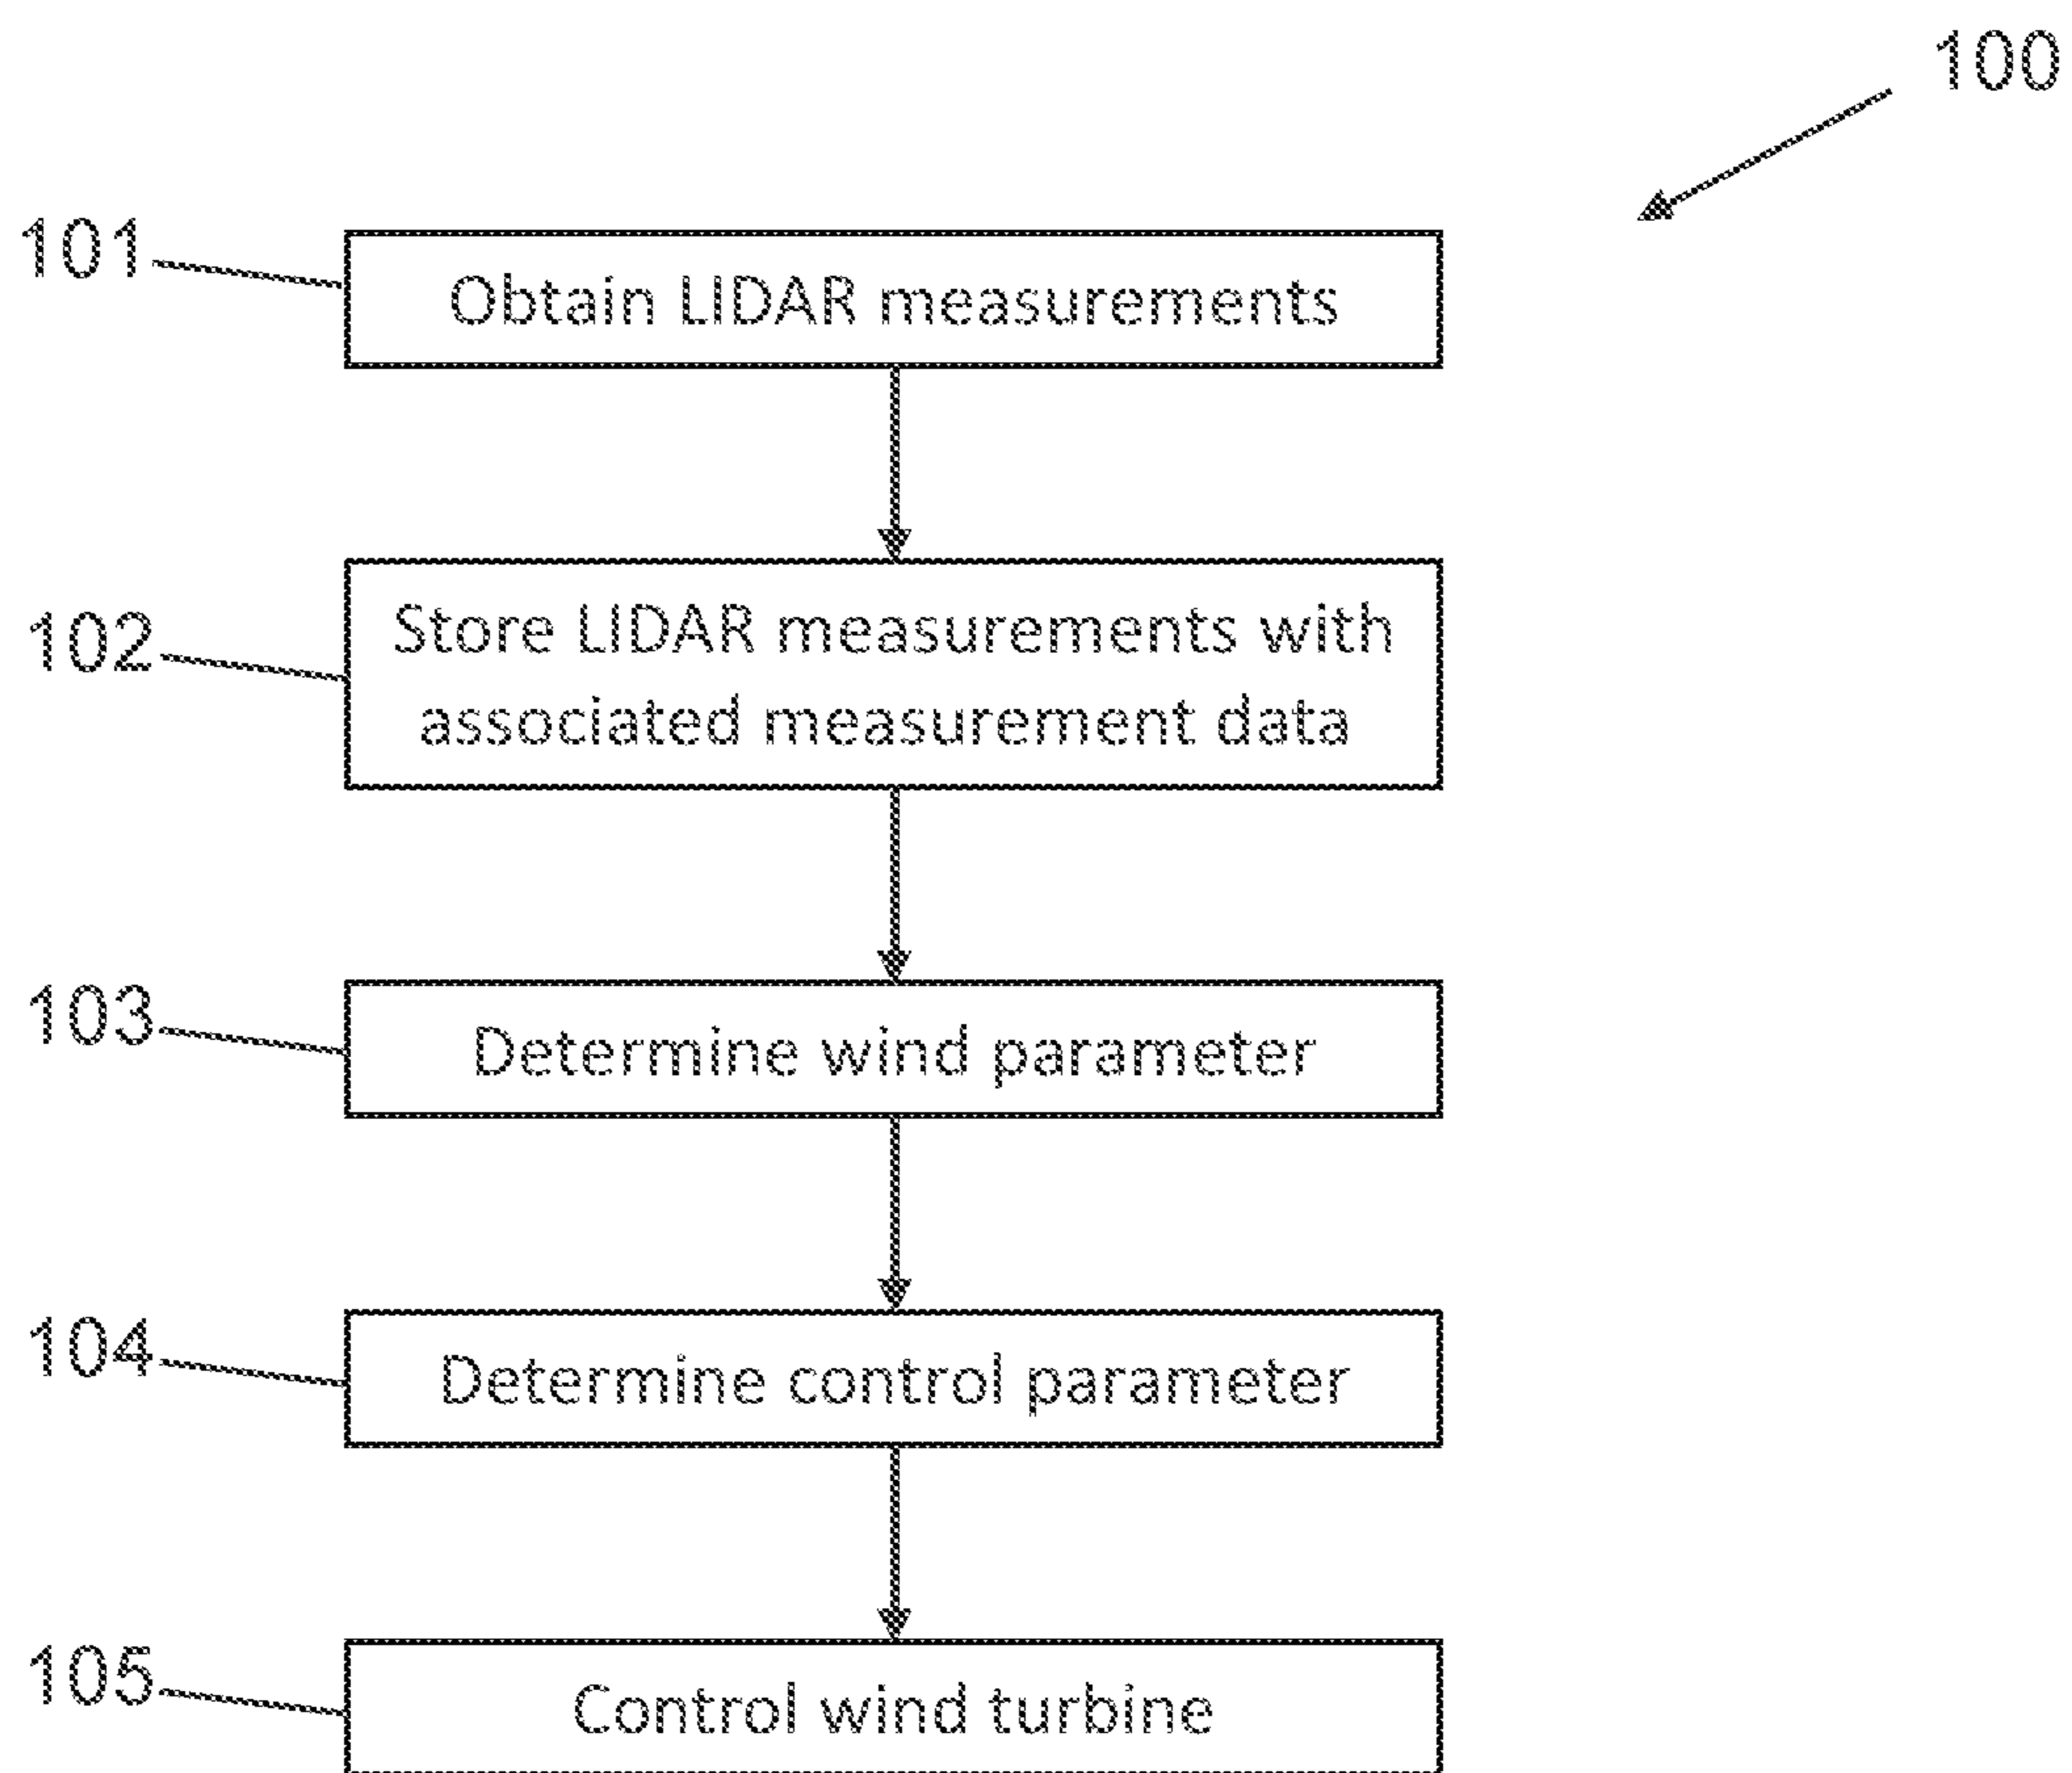 100
101
Obtain LIDAR measurements
102
Store LIDAR measurements with
associated measurement data
103
Determine wind parameter
104
Determine control parameter
105
Control wind turbine